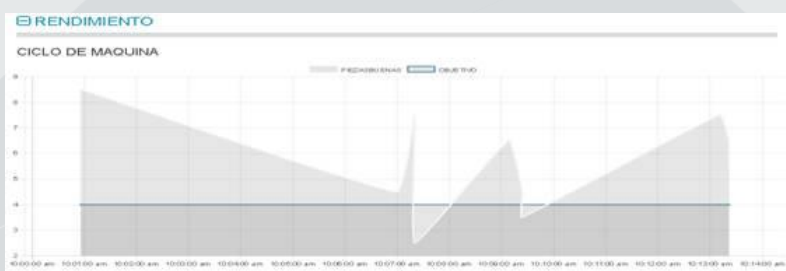 RENDIMIENTO
CICLO DE MAQUINA
PIEZASBUENAS OBJETIVO
9
8
7
6
5
4
3
2
10:00:00 am 10:01:00 am 10:02:00 am 10:03:00 am 10:04:00 am 10:05:00 am 10:06:00 am 10:07:00 am 10:08:00 am 10:09:00 am 10:10:00 am 10:11:00 am 10:12:00 am 10:13:00 am 10:14:00 am